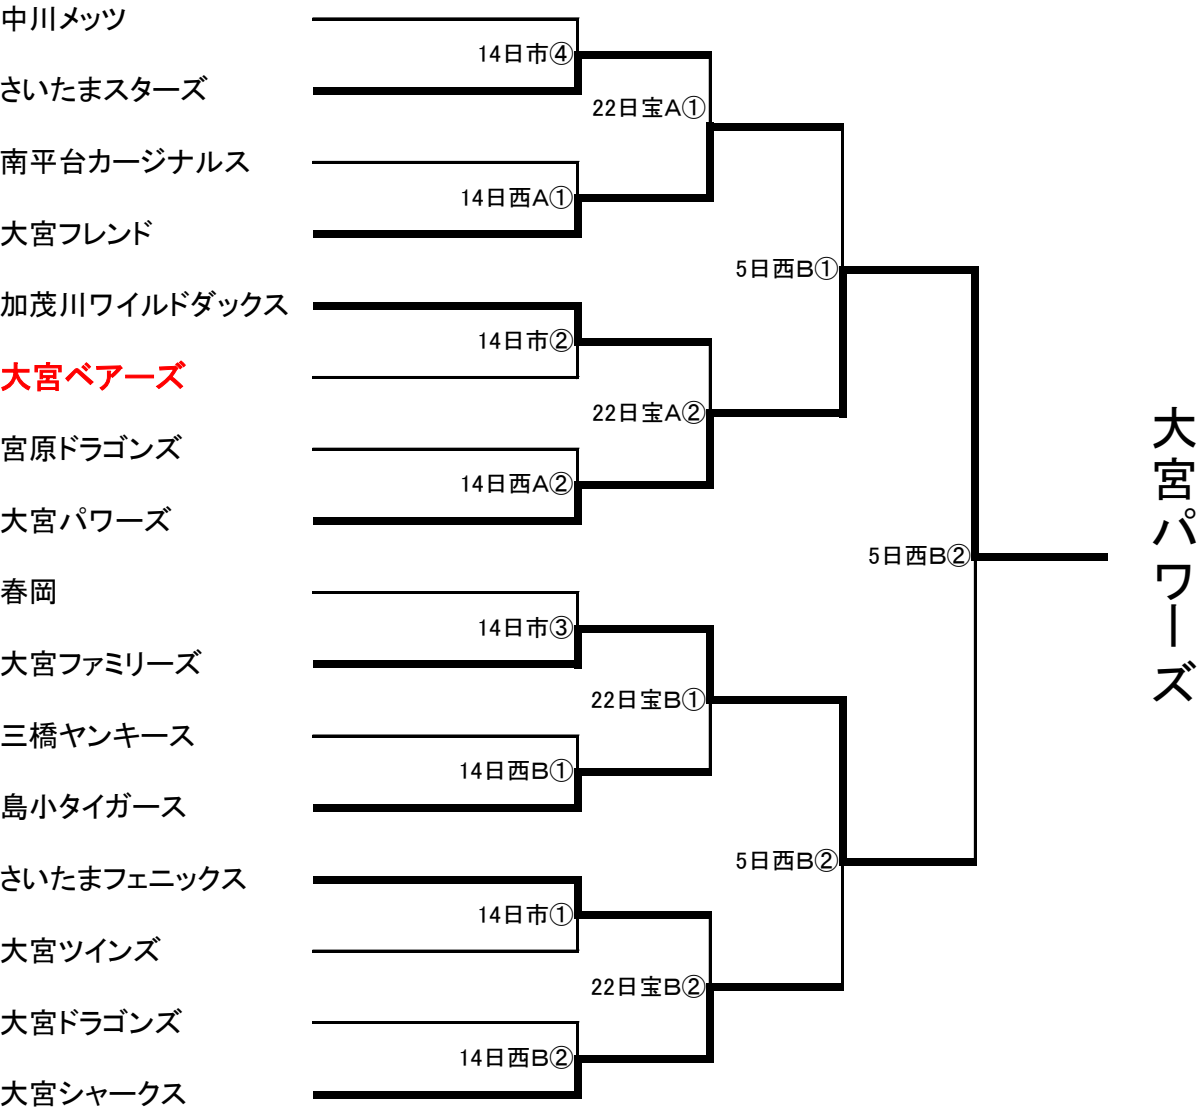 中川メッツ
14日市④
さいたまスターズ
22日宝A①
南平台カージナルス
14日西A①
大宮フレンド
5日西B①
加茂川ワイルドダックス
14日市②
大宮ベアーズ
22日宝A②
宮原ドラゴンズ
14日西A②
大宮パワーズ
5日西B②
大宮パワーズ
春岡
14日市③
大宮ファミリーズ
22日宝B①
三橋ヤンキース
14日西B①
島小タイガース
5日西B②
さいたまフェニックス
14日市①
大宮ツインズ
22日宝B②
大宮ドラゴンズ
14日西B②
大宮シャークス